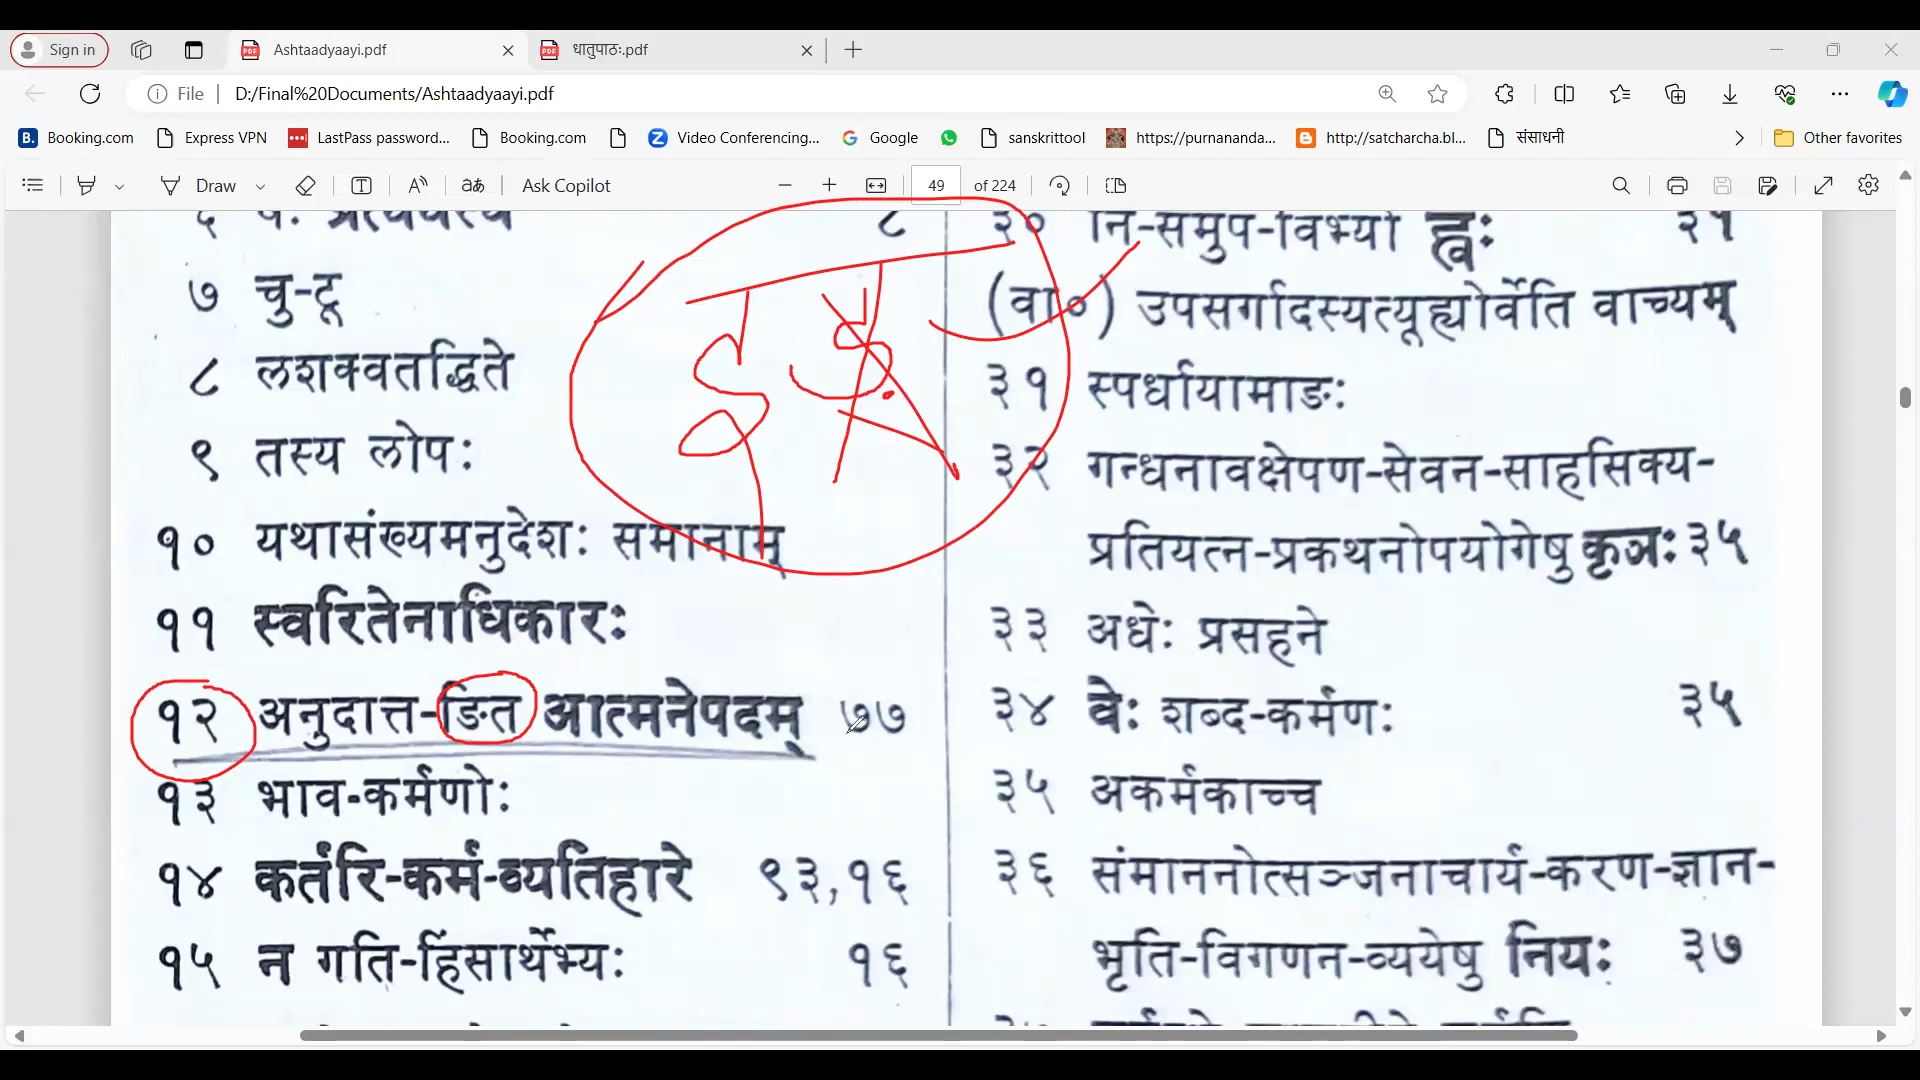 Sign in
Ashtaadyaayi.pdf
धातुपाठः.pdf
File
D:/Final%20Documents/Ashtaadyaayi.pdf
Booking.com
Express VPN
LastPass password...
Booking.com
Video Conferencing...
Google
sanskrittool
https://purnananda...
http://satcharcha.bl...
संसाधनी
Other favorites
Draw
Ask Copilot
49 of 224
६ षः प्रत्ययस्य ८
७ चु-टू
८ लशक्वतद्धिते
९ तस्य लोपः
१० यथासंख्यमनुदेशः समानाम्
११ स्वरितेनाधिकारः
१२ अनुदात्त-ङित आत्मनेपदम् ७७
१३ भाव-कर्मणोः
१४ कर्तरि-कर्म-व्यतिहारे ९३,१६
१५ न गति-हिंसार्थेभ्यः १६
३० नि-समुप-विभ्यो ह्वः ३१
(वा०) उपसर्गादस्यत्यूह्योर्वेति वाच्यम्
३१ स्पर्धायामाङः
३२ गन्धनावक्षेपण-सेवन-साहसिक्य-
प्रतियत्न-प्रकथनोपयोगेषु कृञः ३५
३३ अधेः प्रसहने
३४ वेः शब्द-कर्मणः ३५
३५ अकर्मकाच्च
३६ संमाननोत्सञ्जनाचार्य-करण-ज्ञान-
भृति-विगणन-व्ययेषु नियः ३७